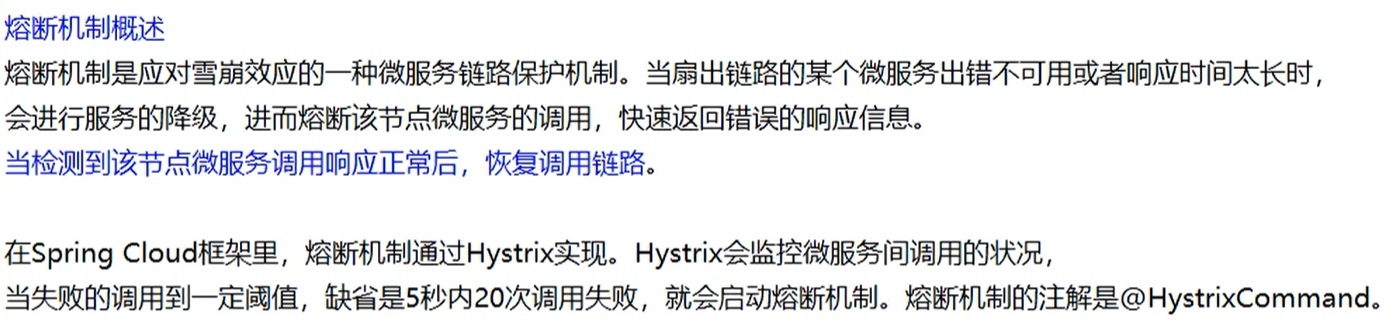 熔断机制概述
熔断机制是应对雪崩效应的一种微服务链路保护机制。当扇出链路的某个微服务出错不可用或者响应时间太长时，
会进行服务的降级，进而熔断该节点微服务的调用，快速返回错误的响应信息。
当检测到该节点微服务调用响应正常后，恢复调用链路。
在Spring Cloud框架里，熔断机制通过Hystrix实现。Hystrix会监控微服务间调用的状况，
当失败的调用到一定阈值，缺省是5秒内20次调用失败，就会启动熔断机制。熔断机制的注解是@HystrixCommand。